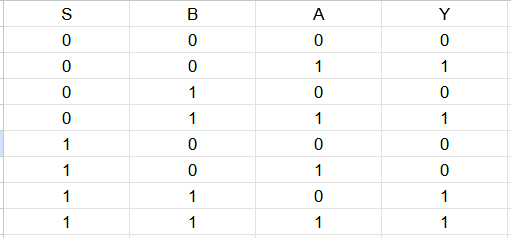 S B A Y
0 0 0 0
0 0 1 1
0 1 0 0
0 1 1 1
1 0 0 0
1 0 1 0
1 1 0 1
1 1 1 1